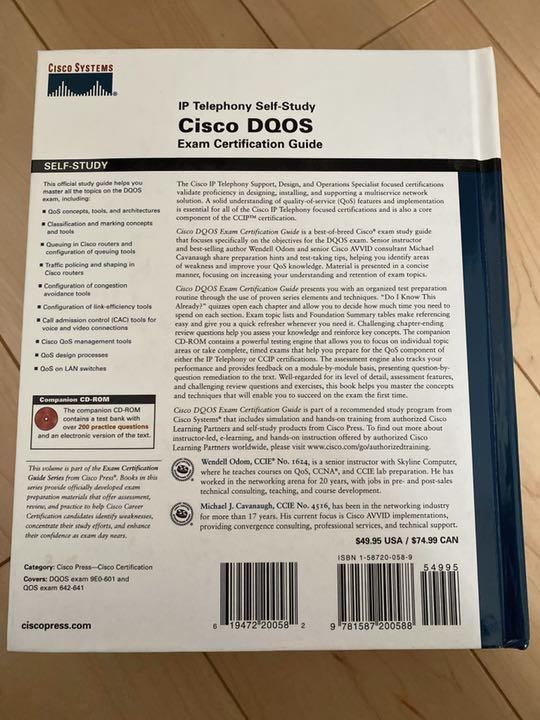 CISCO SYSTEMS
IP Telephony Self-Study
Cisco DQOS
Exam Certification Guide
SELF-STUDY
This official study guide helps you
master all the topics on the DQOS
exam, including:
■ QoS concepts, tools, and architectures
■ Classification and marking concepts
and tools
■ Queuing in Cisco routers and
configuration of queuing tools
■ Traffic policing and shaping in
Cisco routers
■ Configuration of congestion
avoidance tools
■ Configuration of link-efficiency tools
■ Call admission control (CAC) tools for
voice and video connections
■ Cisco QoS management tools
■ QoS design processes
■ QoS on LAN switches
Companion CD-ROM
The companion CD-ROM
contains a test bank with
over 200 practice questions
and an electronic version of the text.
This volume is part of the Exam Certification
Guide Series from Cisco Press®. Books in this
series provide officially developed exam
preparation materials that offer assessment,
review, and practice to help Cisco Career
Certification candidates identify weaknesses,
concentrate their study efforts, and enhance
their confidence as exam day nears.
Category: Cisco Press—Cisco Certification
Covers: DQOS exam 9E0-601 and
QOS exam 642-641
ciscopress.com
The Cisco IP Telephony Support, Design, and Operations Specialist focused certifications
validate proficiency in designing, installing, and supporting a multiservice network
solution. A solid understanding of quality-of-service (QoS) features and implementation
is essential for all of the Cisco IP Telephony focused certifications and is also a core
component of the CCIP™ certification.
Cisco DQOS Exam Certification Guide is a best-of-breed Cisco® exam study guide
that focuses specifically on the objectives for the DQOS exam. Senior instructor
and best-selling author Wendell Odom and senior Cisco AVVID consultant Michael
Cavanaugh share preparation hints and test-taking tips, helping you identify areas
of weakness and improve your QoS knowledge. Material is presented in a concise
manner, focusing on increasing your understanding and retention of exam topics.
Cisco DQOS Exam Certification Guide presents you with an organized test preparation
routine through the use of proven series elements and techniques. "Do I Know This
Already?" quizzes open each chapter and allow you to decide how much time you need to
spend on each section. Exam topic lists and Foundation Summary tables make referencing
easy and give you a quick refresher whenever you need it. Challenging chapter-ending
review questions help you assess your knowledge and reinforce key concepts. The companion
CD-ROM contains a powerful testing engine that allows you to focus on individual
topic areas or take complete, timed exams that help you prepare for the QoS component of
either the IP Telephony or CCIP certifications. The assessment engine also tracks your
performance and provides feedback on a module-by-module basis, presenting question-by-
question remediation to the text. Well-regarded for its level of detail, assessment features,
and challenging review questions and exercises, this book helps you master the concepts
and techniques that will enable you to succeed on the exam the first time.
Cisco DQOS Exam Certification Guide is part of a recommended study program from
Cisco Systems® that includes simulation and hands-on training from authorized Cisco
Learning Partners and self-study products from Cisco Press. To find out more about
instructor-led, e-learning, and hands-on instruction offered by authorized Cisco
Learning Partners worldwide, please visit www.cisco.com/go/authorizedtraining.
Wendell Odom, CCIE® No. 1624, is a senior instructor with Skyline Computer,
where he teaches courses on QoS, CCNA®, and CCIE lab preparation. He has
worked in the networking arena for 20 years, with jobs in pre- and post-sales
technical consulting, teaching, and course development.
Michael J. Cavanaugh, CCIE No. 4516, has been in the networking industry
for more than 17 years. His current focus is Cisco AVVID implementations,
providing convergence consulting, professional services, and technical support.
$49.95 USA / $74.99 CAN
ISBN 1-58720-058-9
54995
6 19472 20058 2
9 781587 200588